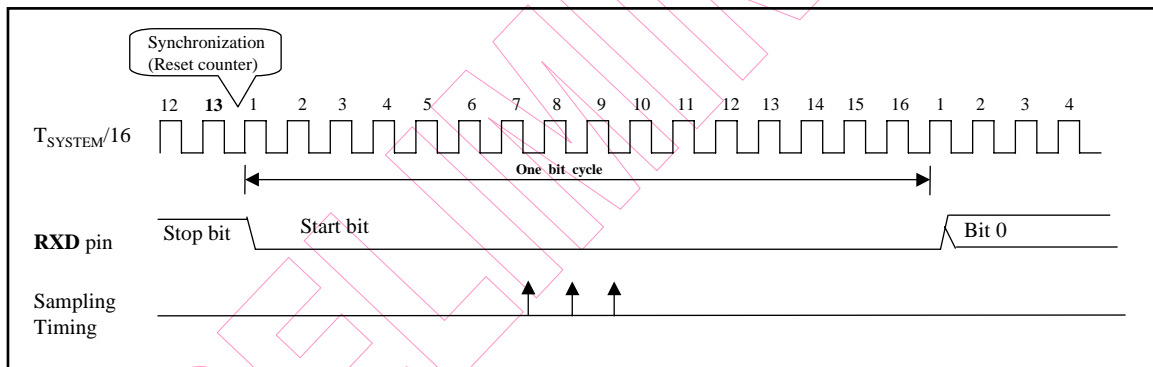 Synchronization
(Reset counter)
12 13 1 2 3 4 5 6 7 8 9 10 11 12 13 14 15 16 1 2 3 4
T_SYSTEM/16
One bit cycle
RXD pin
Stop bit
Start bit
Bit 0
Sampling
Timing